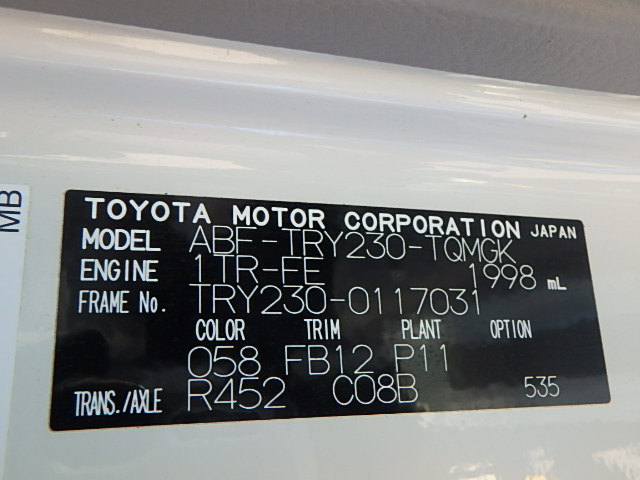 MB
TOYOTA MOTOR CORPORATION JAPAN
MODEL ABF-TRY230-TQMGK
ENGINE 1TR-FE 1998 mL
FRAME No. TRY230-0117031
COLOR TRIM PLANT OPTION
058 FB12 P11
TRANS./AXLE R452 C08B 535